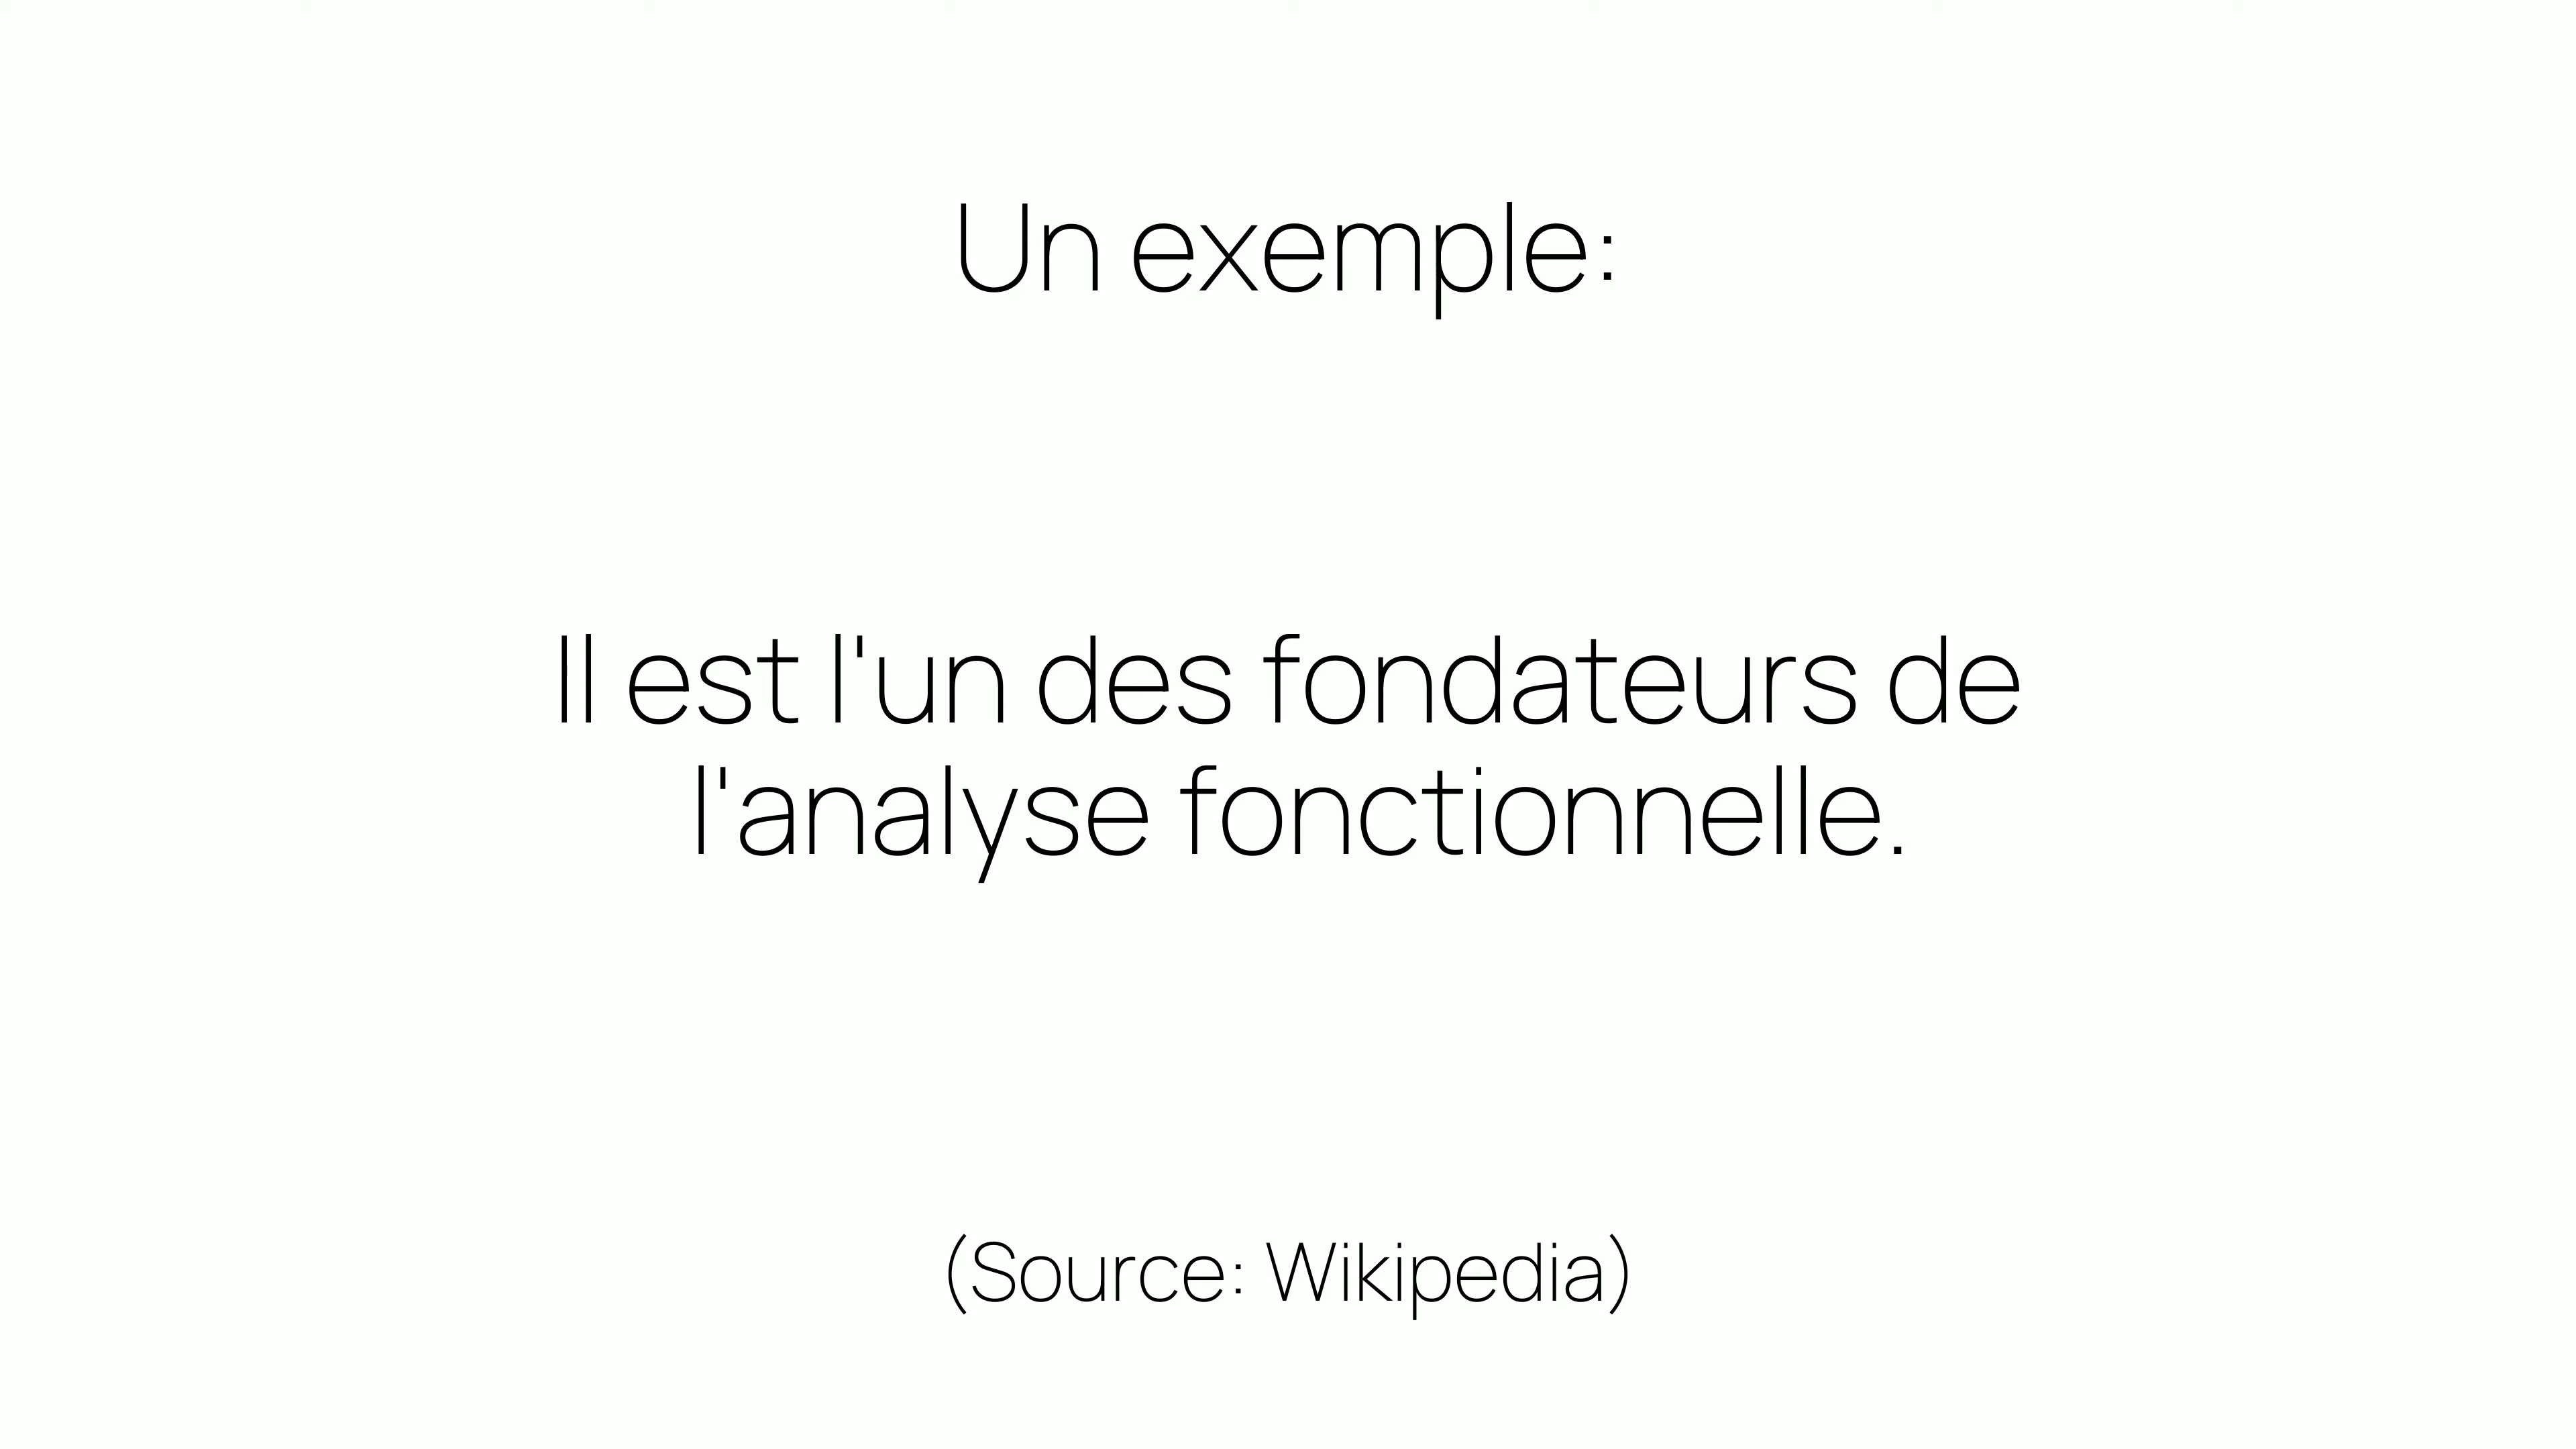 Un exemple:
Il est l'un des fondateurs de
l'analyse fonctionnelle.
(Source: Wikipedia)